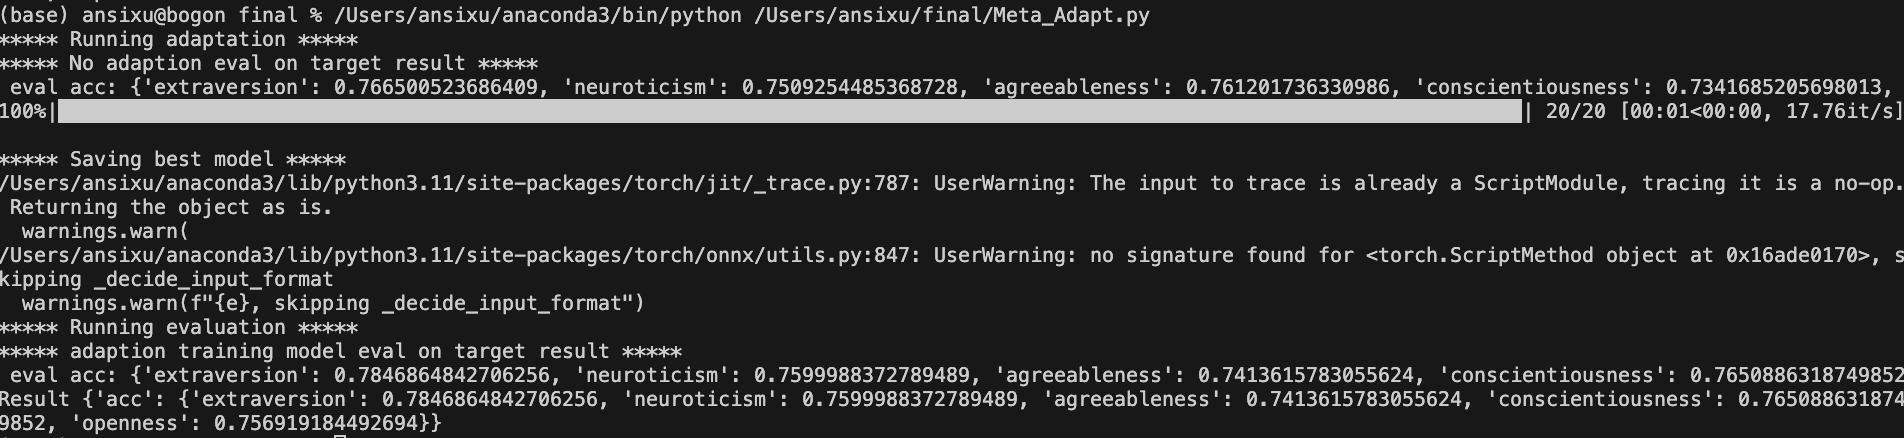 (base) ansixu@bogon final % /Users/ansixu/anaconda3/bin/python /Users/ansixu/final/Meta_Adapt.py
***** Running adaptation *****
***** No adaption eval on target result *****
 eval acc: {'extraversion': 0.766500523686409, 'neuroticism': 0.7509254485368728, 'agreeableness': 0.761201736330986, 'conscientiousness': 0.7341685205698013,
100%|| 20/20 [00:01<00:00, 17.76it/s]
***** Saving best model *****
/Users/ansixu/anaconda3/lib/python3.11/site-packages/torch/jit/_trace.py:787: UserWarning: The input to trace is already a ScriptModule, tracing it is a no-op.
 Returning the object as is.
  warnings.warn(
/Users/ansixu/anaconda3/lib/python3.11/site-packages/torch/onnx/utils.py:847: UserWarning: no signature found for <torch.ScriptMethod object at 0x16ade0170>, s
kipping _decide_input_format
  warnings.warn(f"{e}, skipping _decide_input_format")
***** Running evaluation *****
***** adaption training model eval on target result *****
 eval acc: {'extraversion': 0.7846864842706256, 'neuroticism': 0.7599988372789489, 'agreeableness': 0.7413615783055624, 'conscientiousness': 0.7650886318749852
Result {'acc': {'extraversion': 0.7846864842706256, 'neuroticism': 0.7599988372789489, 'agreeableness': 0.7413615783055624, 'conscientiousness': 0.765088631874
9852, 'openness': 0.756919184492694}}